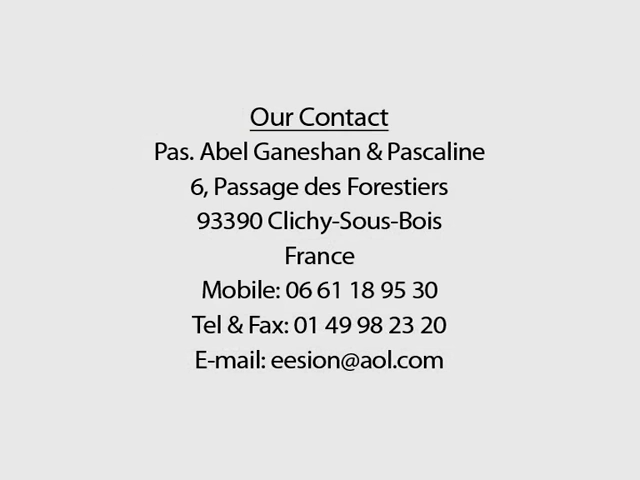 Our Contact
Pas. Abel Ganeshan & Pascaline
6, Passage des Forestiers
93390 Clichy-Sous-Bois
France
Mobile: 06 61 18 95 30
Tel & Fax: 01 49 98 23 20
E-mail: eesion@aol.com